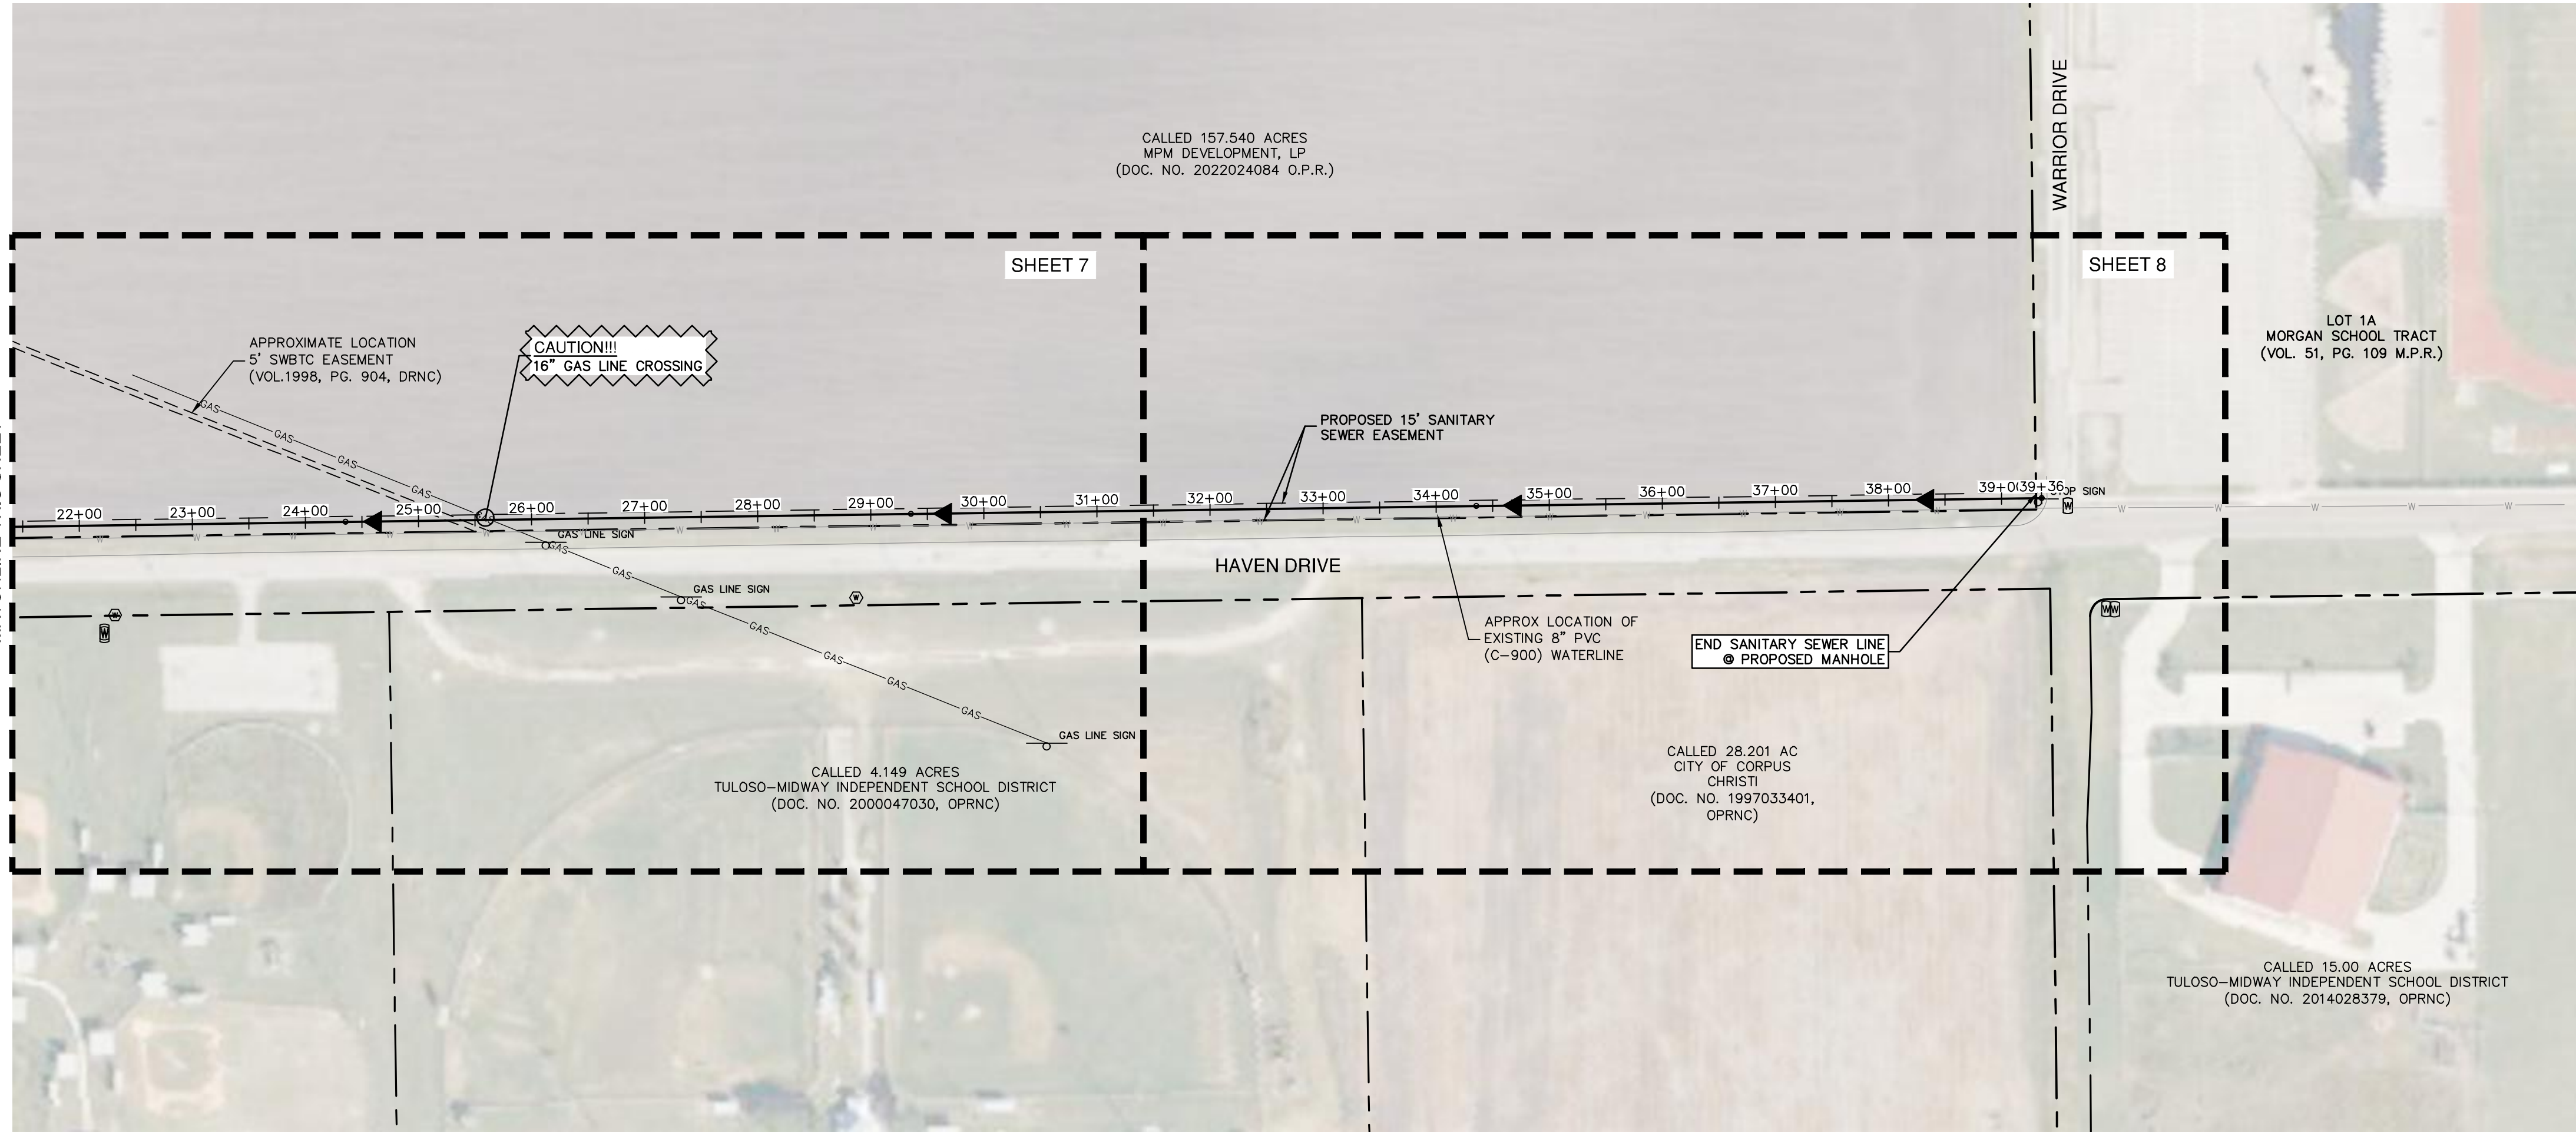 CALLED 157.540 ACRES
MPM DEVELOPMENT, LP
(DOC. NO. 2022024084 O.P.R.)
WARRIOR DRIVE
SHEET 7
SHEET 8
APPROXIMATE LOCATION
5' SWBTC EASEMENT
(VOL.1998, PG. 904, DRNC)
CAUTION!!!
16" GAS LINE CROSSING
LOT 1A
MORGAN SCHOOL TRACT
(VOL. 51, PG. 109 M.P.R.)
PROPOSED 15' SANITARY
SEWER EASEMENT
GAS
GAS
GAS
GAS
22+00
23+00
24+00
25+00
26+00
27+00
28+00
29+00
30+00
31+00
32+00
33+00
34+00
35+00
36+00
37+00
38+00
39+36
SIGN
GAS LINE SIGN
GAS
GAS
GAS LINE SIGN
GAS
GAS
GAS
GAS
GAS
GAS LINE SIGN
HAVEN DRIVE
APPROX LOCATION OF
EXISTING 8" PVC
(C-900) WATERLINE
END SANITARY SEWER LINE
@ PROPOSED MANHOLE
CALLED 4.149 ACRES
TULOSO-MIDWAY INDEPENDENT SCHOOL DISTRICT
(DOC. NO. 2000047030, OPRNC)
CALLED 28.201 AC
CITY OF CORPUS
CHRISTI
(DOC. NO. 1997033401,
OPRNC)
CALLED 15.00 ACRES
TULOSO-MIDWAY INDEPENDENT SCHOOL DISTRICT
(DOC. NO. 2014028379, OPRNC)